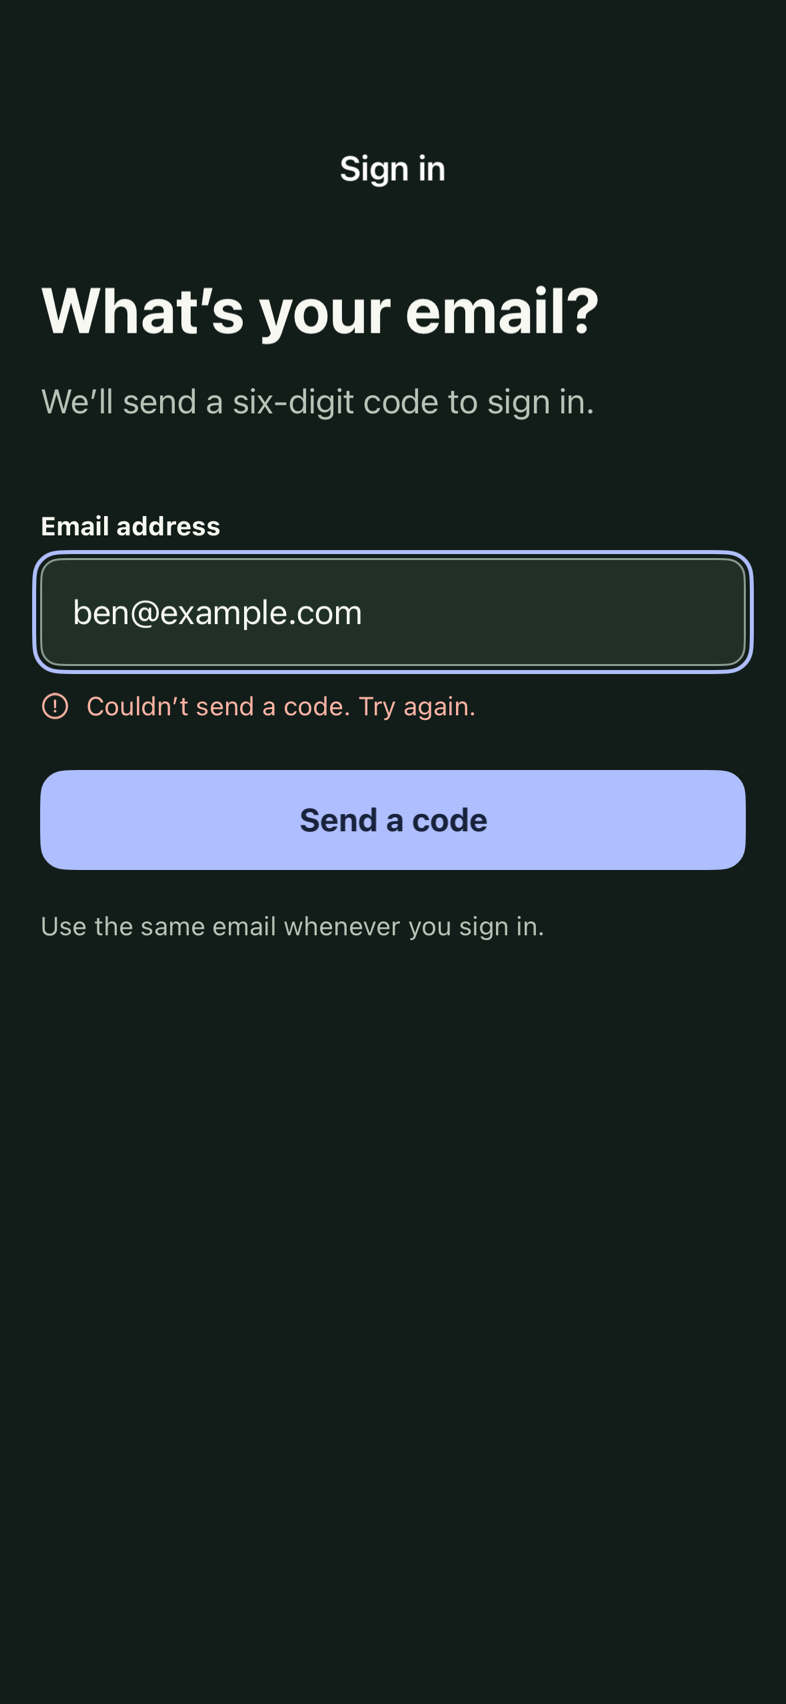 Sign in
What’s your email?
We’ll send a six-digit code to sign in.
Email address
ben@example.com
Couldn’t send a code. Try again.
Send a code
Use the same email whenever you sign in.